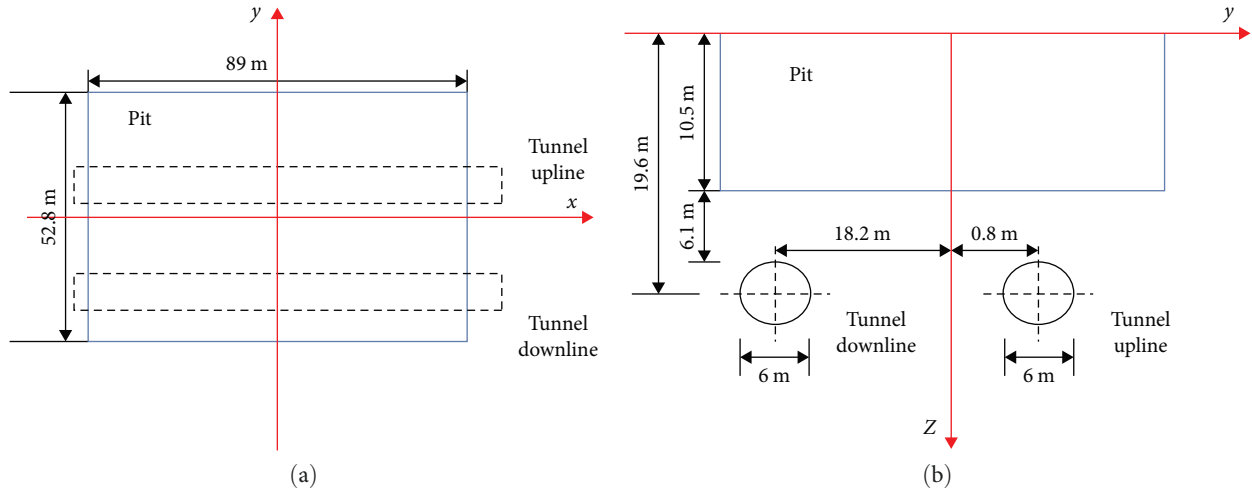 y
89 m
Pit
Tunnel
upline
x
52.8 m
Tunnel
downline
(a)
y
Pit
10.5 m
19.6 m
6.1 m
18.2 m
0.8 m
Tunnel
downline
Tunnel
upline
6 m
6 m
Z
(b)